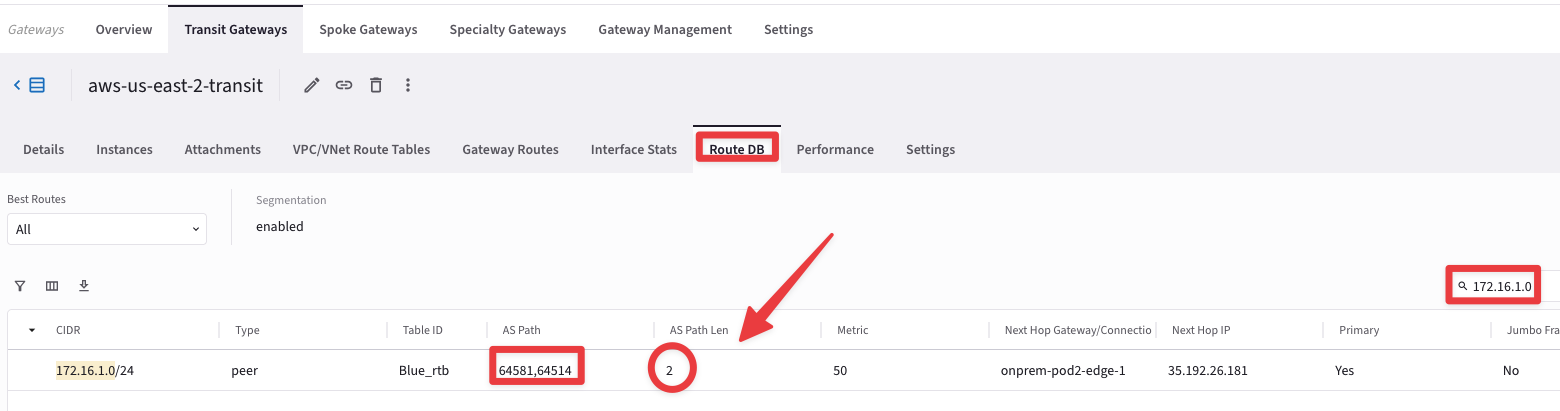 Gateways Overview Transit Gateways Spoke Gateways Specialty Gateways Gateway Management Settings
aws-us-east-2-transit
Details Instances Attachments VPC/VNet Route Tables Gateway Routes Interface Stats Route DB Performance Settings
Best Routes Segmentation
All enabled
172.16.1.0
CIDR Type Table ID AS Path AS Path Len Metric Next Hop Gateway/Connectio Next Hop IP Primary Jumbo Fra
172.16.1.0/24 peer Blue_rtb 64581,64514 2 50 onprem-pod2-edge-1 35.192.26.181 Yes No